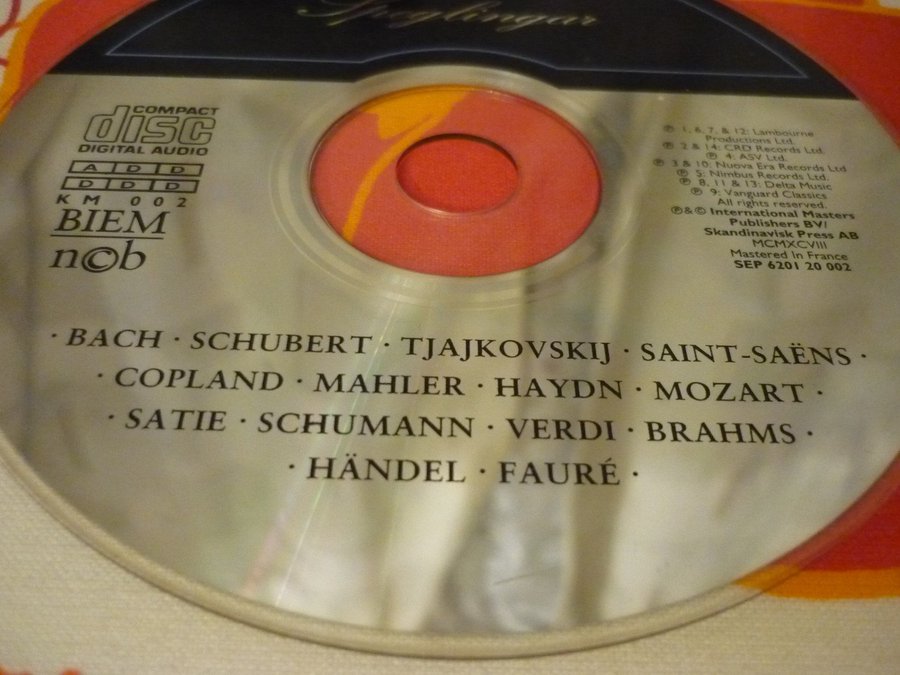 Speglingar
COMPACT
disc
DIGITAL AUDIO
A D D
D D D
KM 002
BIEM
n©b
℗ 1, 6, 7, & 12: Lambourne
Productions Ltd.
℗ 2 & 14: CRD Records Ltd.
℗ 4: ASV Ltd.
℗ 3 & 10: Nuova Era Records Ltd
℗ 5: Nimbus Records Ltd.
℗ 8, 11 & 13: Delta Music
℗ 9: Vanguard Classics
All rights reserved.
℗&© International Masters
Publishers BV/
Skandinavisk Press AB
MCMXCVIII
Mastered In France
SEP 6201 20 002
· BACH · SCHUBERT · TJAJKOVSKIJ · SAINT-SAËNS ·
· COPLAND · MAHLER · HAYDN · MOZART ·
· SATIE · SCHUMANN · VERDI · BRAHMS ·
· HÄNDEL · FAURÉ ·